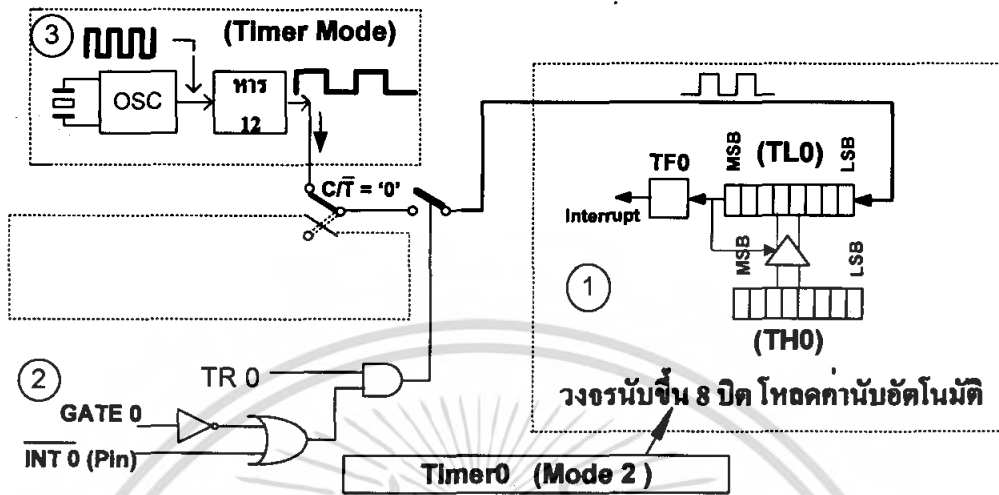 3
(Timer Mode)
OSC
หาร
12
C/T̅ = '0'
MSB
(TL0)
LSB
TF0
Interrupt
MSB
LSB
1
(TH0)
วงจรนับขึ้น 8 บิต โหลดค่านับอัตโนมัติ
2
TR 0
GATE 0
I̅N̅T̅ ̅0̅ (Pin)
Timer0 (Mode 2 )